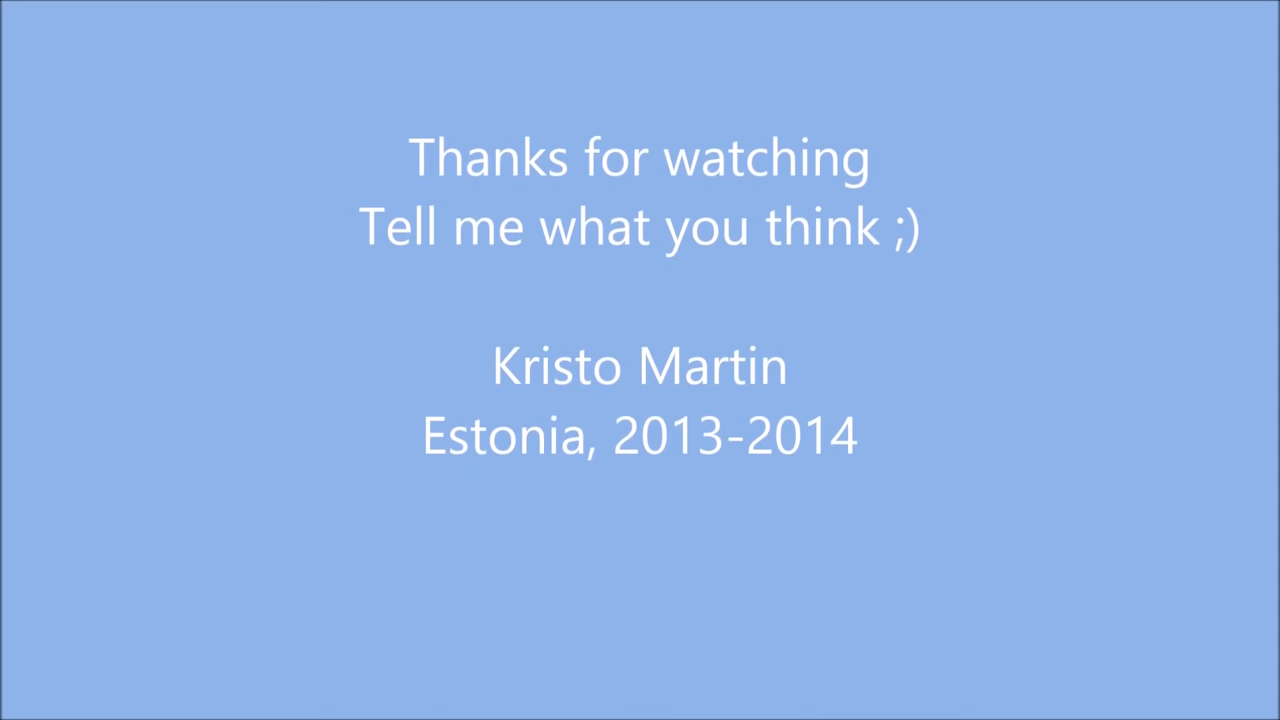 Thanks for watching
Tell me what you think ;)
Kristo Martin
Estonia, 2013-2014